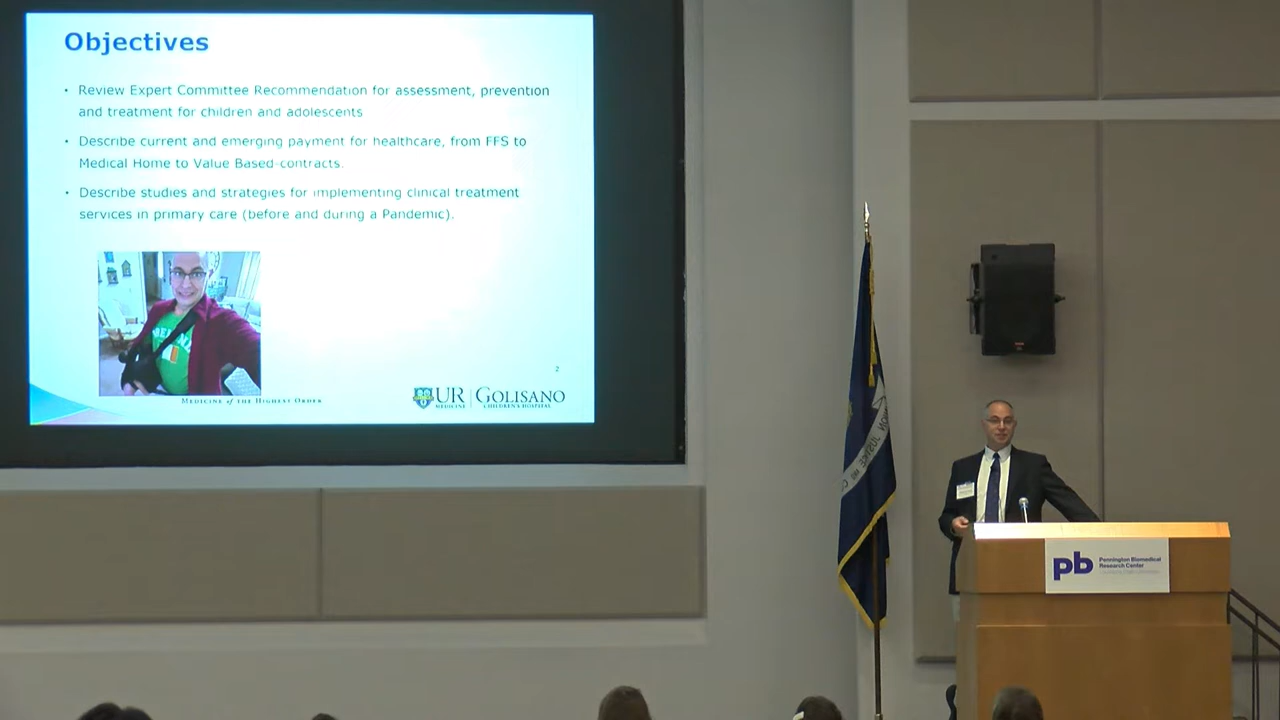 Objectives
• Review Expert Committee Recommendation for assessment, prevention
and treatment for children and adolescents
• Describe current and emerging payment for healthcare, from FFS to
Medical Home to Value Based-contracts.
• Describe studies and strategies for implementing clinical treatment
services in primary care (before and during a Pandemic).
2
MEDICINE of THE HIGHEST ORDER
UR
MEDICINE
GOLISANO
CHILDREN'S HOSPITAL
JUSTICE AND
pb
Pennington Biomedical
Research Center